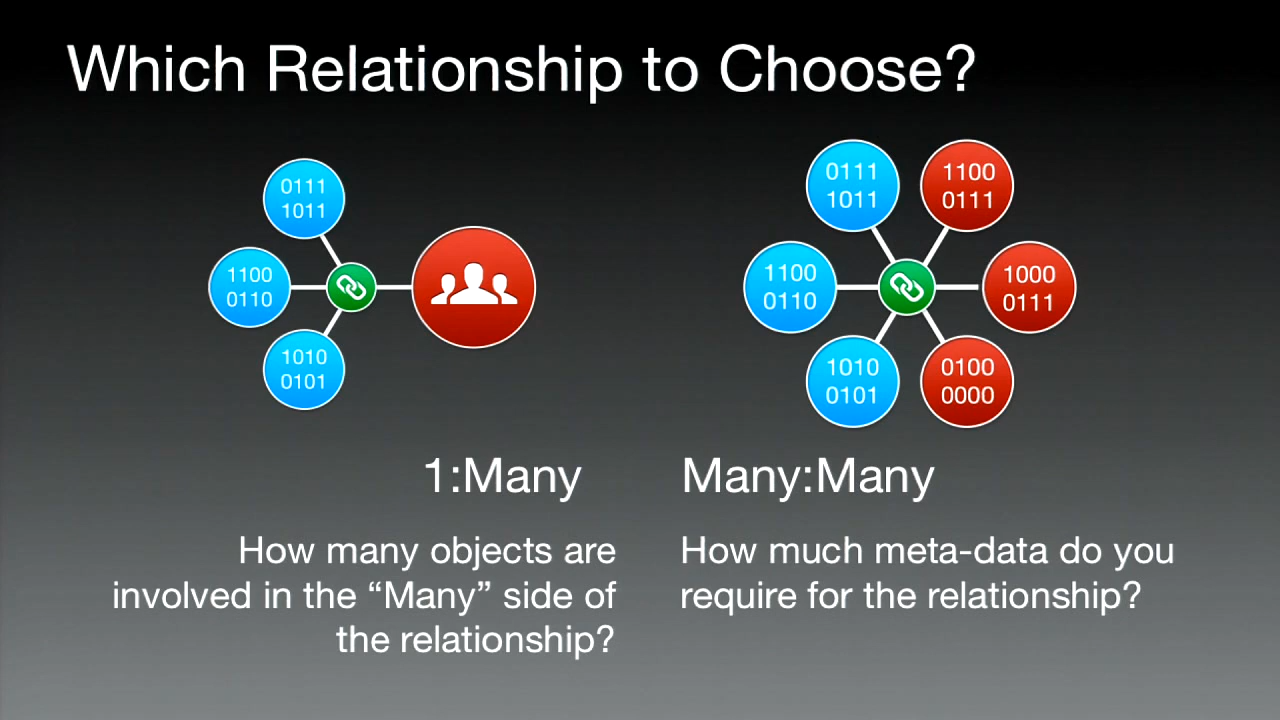 Which Relationship to Choose?
0111
1011
1100
0110
1010
0101
0111
1011
1100
0111
1100
0110
1000
0111
1010
0101
0100
0000
1:Many
How many objects are
involved in the “Many” side of
the relationship?
Many:Many
How much meta-data do you
require for the relationship?